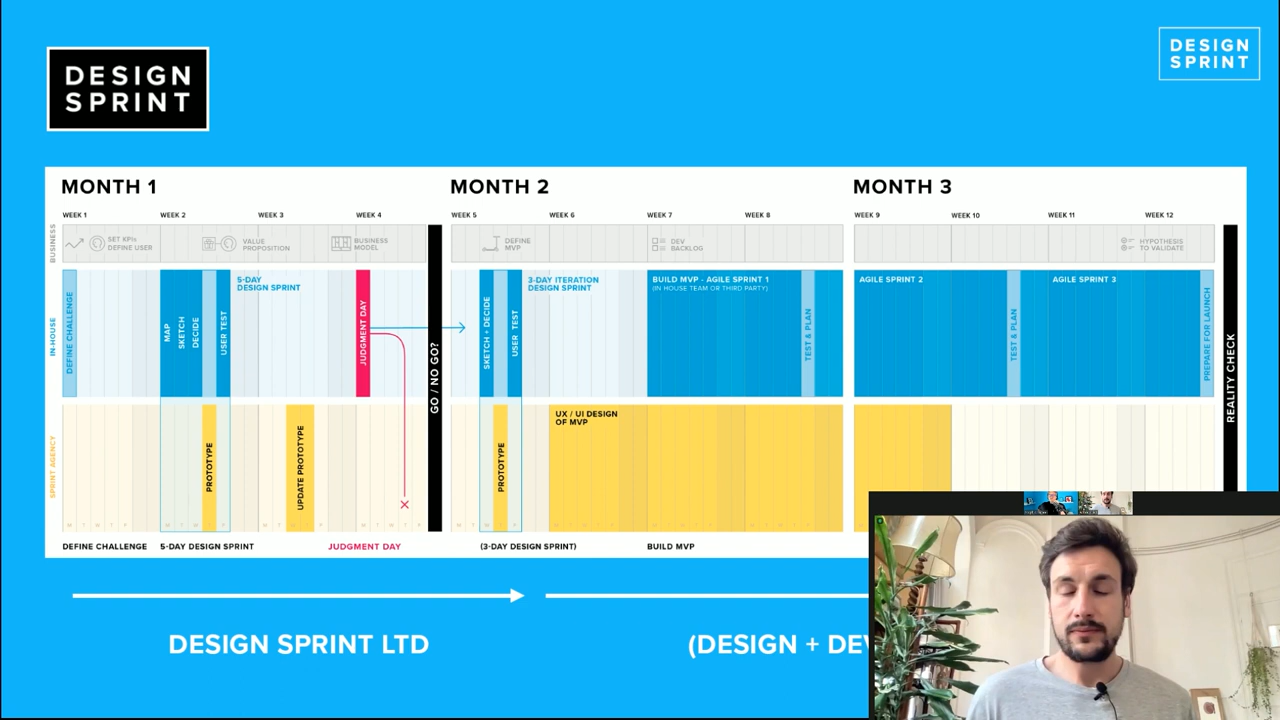 DESIGN
SPRINT
DESIGN
SPRINT
MONTH 1
MONTH 2
MONTH 3
WEEK 1
WEEK 2
WEEK 3
WEEK 4
WEEK 5
WEEK 6
WEEK 7
WEEK 8
WEEK 9
WEEK 10
WEEK 11
WEEK 12
BUSINESS
SET KPIs
DEFINE USER
VALUE
PROPOSITION
BUSINESS
MODEL
DEFINE
MVP
DEV
BACKLOG
HYPOTHESIS
TO VALIDATE
IN-HOUSE
DEFINE CHALLENGE
MAP
SKETCH
DECIDE
USER TEST
5-DAY
DESIGN SPRINT
JUDGMENT DAY
GO / NO GO?
SKETCH + DECIDE
USER TEST
3-DAY ITERATION
DESIGN SPRINT
BUILD MVP - AGILE SPRINT 1
(IN HOUSE TEAM OR THIRD PARTY)
TEST & PLAN
AGILE SPRINT 2
TEST & PLAN
AGILE SPRINT 3
PREPARE FOR LAUNCH
REALITY CHECK
SPRINT AGENCY
PROTOTYPE
UPDATE PROTOTYPE
PROTOTYPE
UX / UI DESIGN
OF MVP
DEFINE CHALLENGE
5-DAY DESIGN SPRINT
JUDGMENT DAY
(3-DAY DESIGN SPRINT)
BUILD MVP
DESIGN SPRINT LTD
(DESIGN + DEV